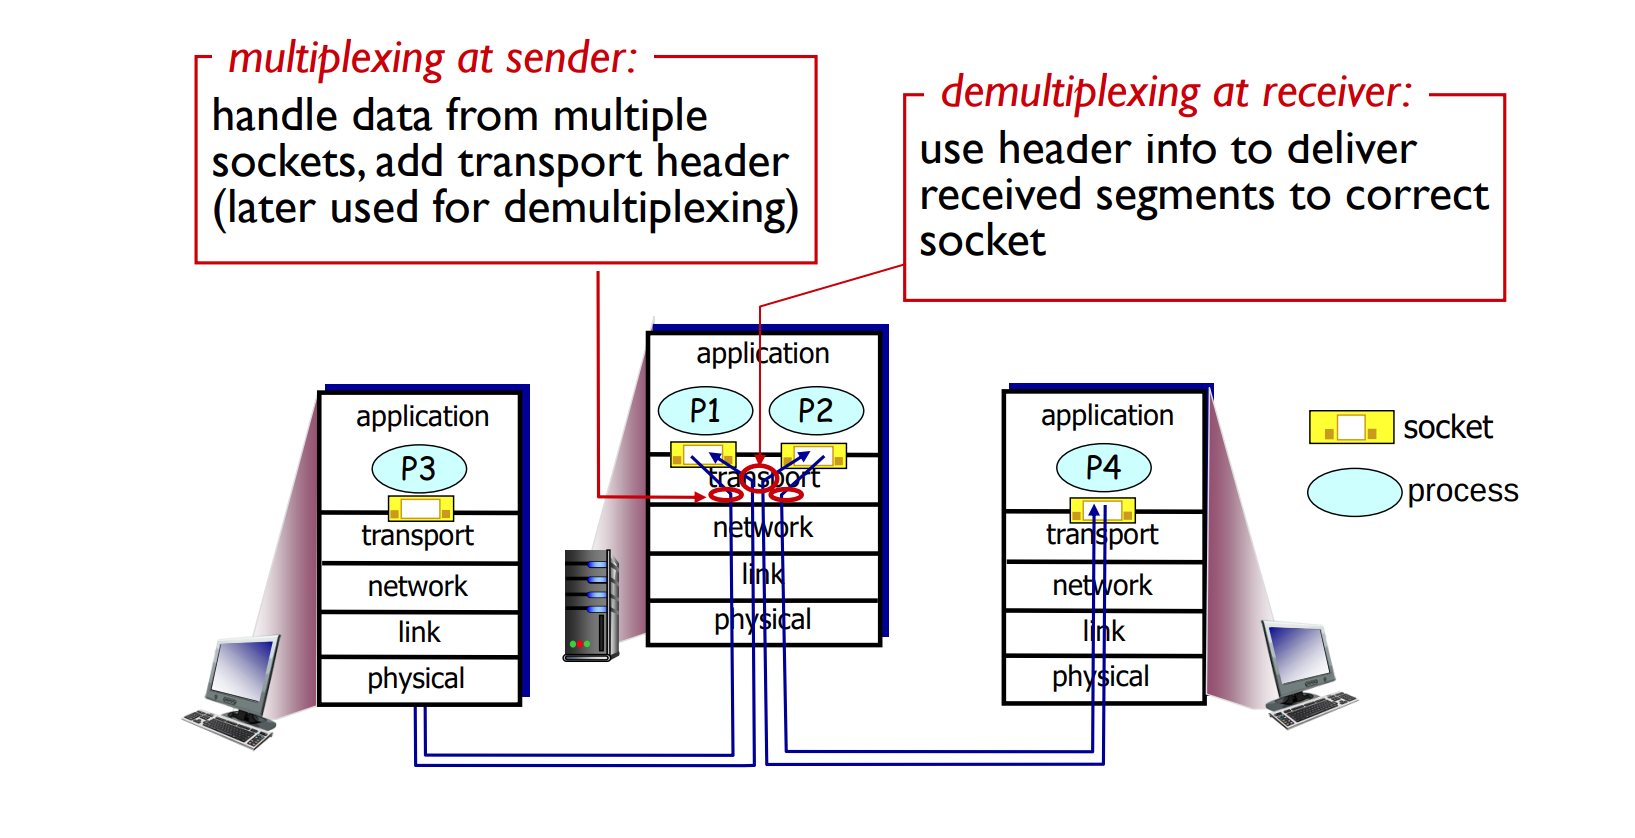 multiplexing at sender:
handle data from multiple
sockets, add transport header
(later used for demultiplexing)
demultiplexing at receiver:
use header info to deliver
received segments to correct
socket
application
P3
transport
network
link
physical
application
P1
P2
transport
network
link
physical
application
P4
transport
network
link
physical
socket
process